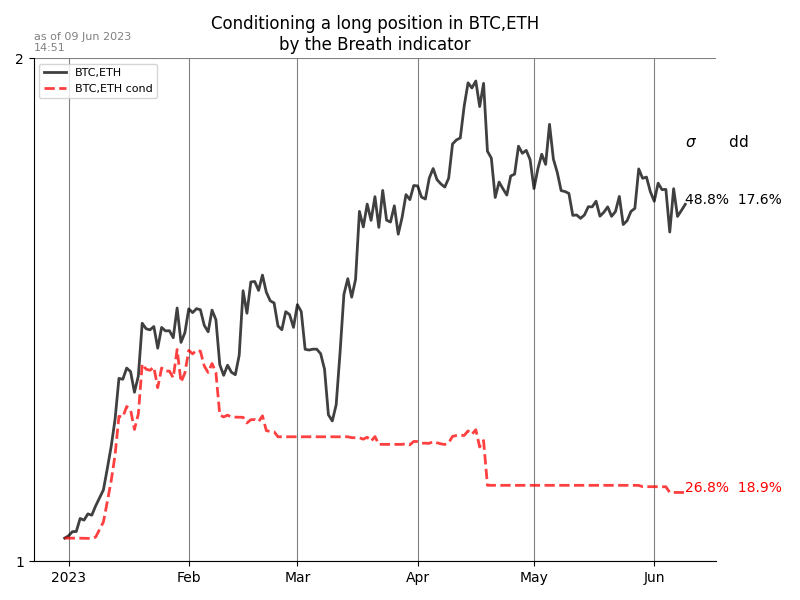 Conditioning a long position in BTC,ETH
by the Breath indicator
as of 09 Jun 2023
14:51
2
BTC,ETH
BTC,ETH cond
σ dd
48.8% 17.6%
26.8% 18.9%
1
2023 Feb Mar Apr May Jun